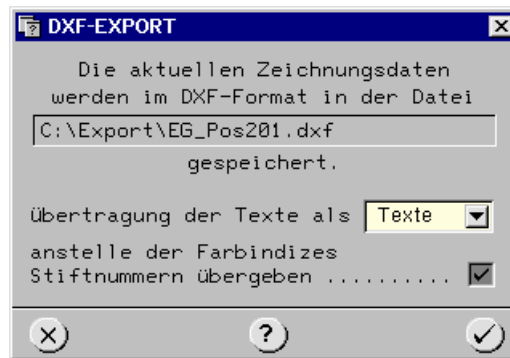 DXF-EXPORT
Die aktuellen Zeichnungsdaten
werden im DXF-Format in der Datei
C:\Export\EG_Pos201.dxf
gespeichert.
übertragung der Texte als Texte
anstelle der Farbindizes
Stiftnummern übergeben ..........
?